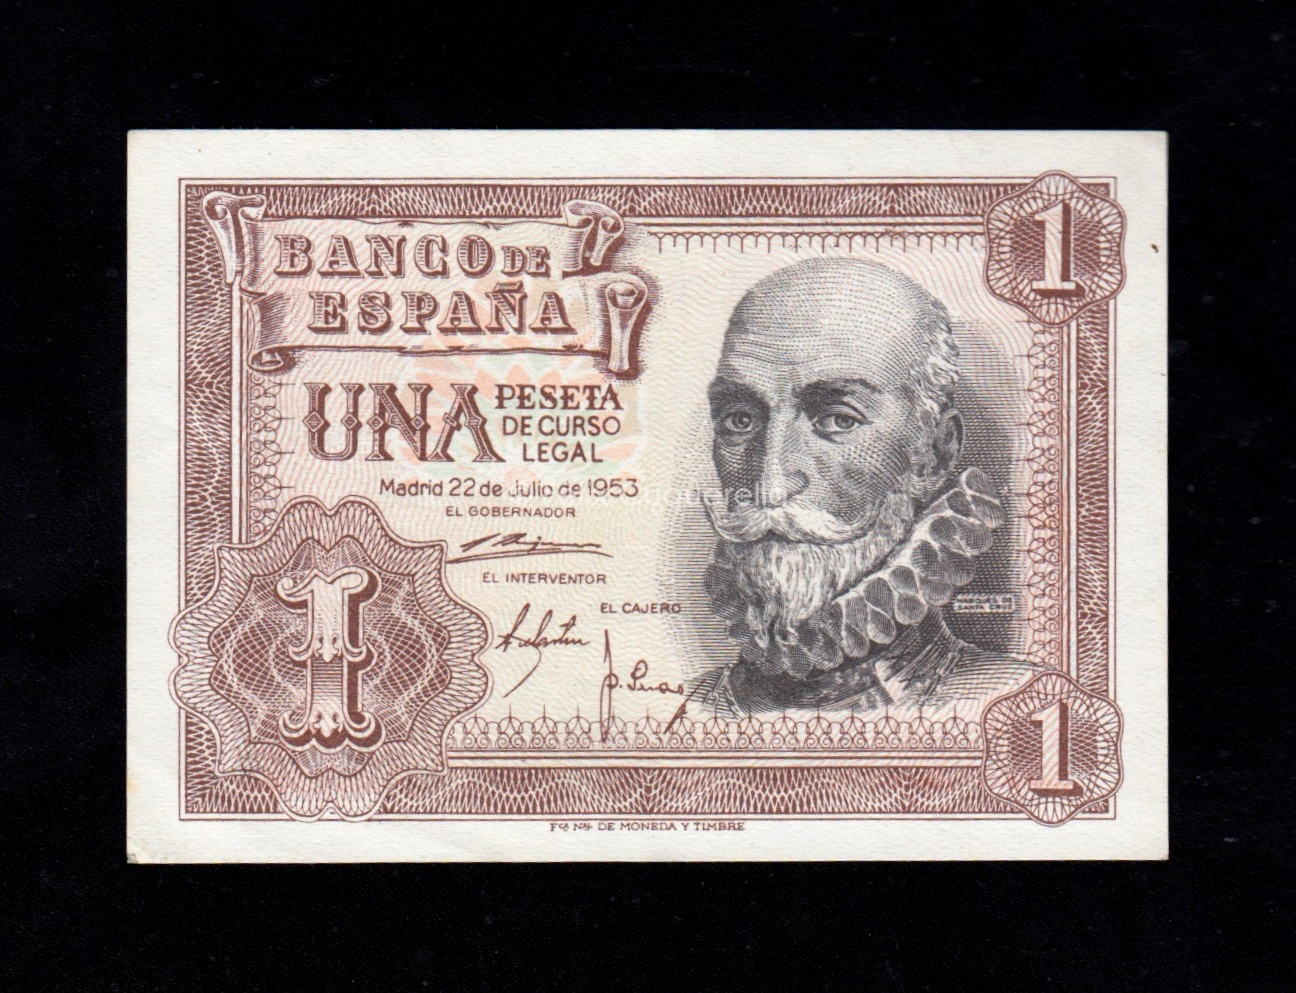 BANCO DE
ESPAÑA
UNA PESETA
DE CURSO
LEGAL
Madrid 22 de Julio de 1953
EL GOBERNADOR
EL INTERVENTOR
EL CAJERO
MARQUÉS DE
SANTA CRUZ
1
1
1
Fca. Nal. DE MONEDA Y TIMBRE